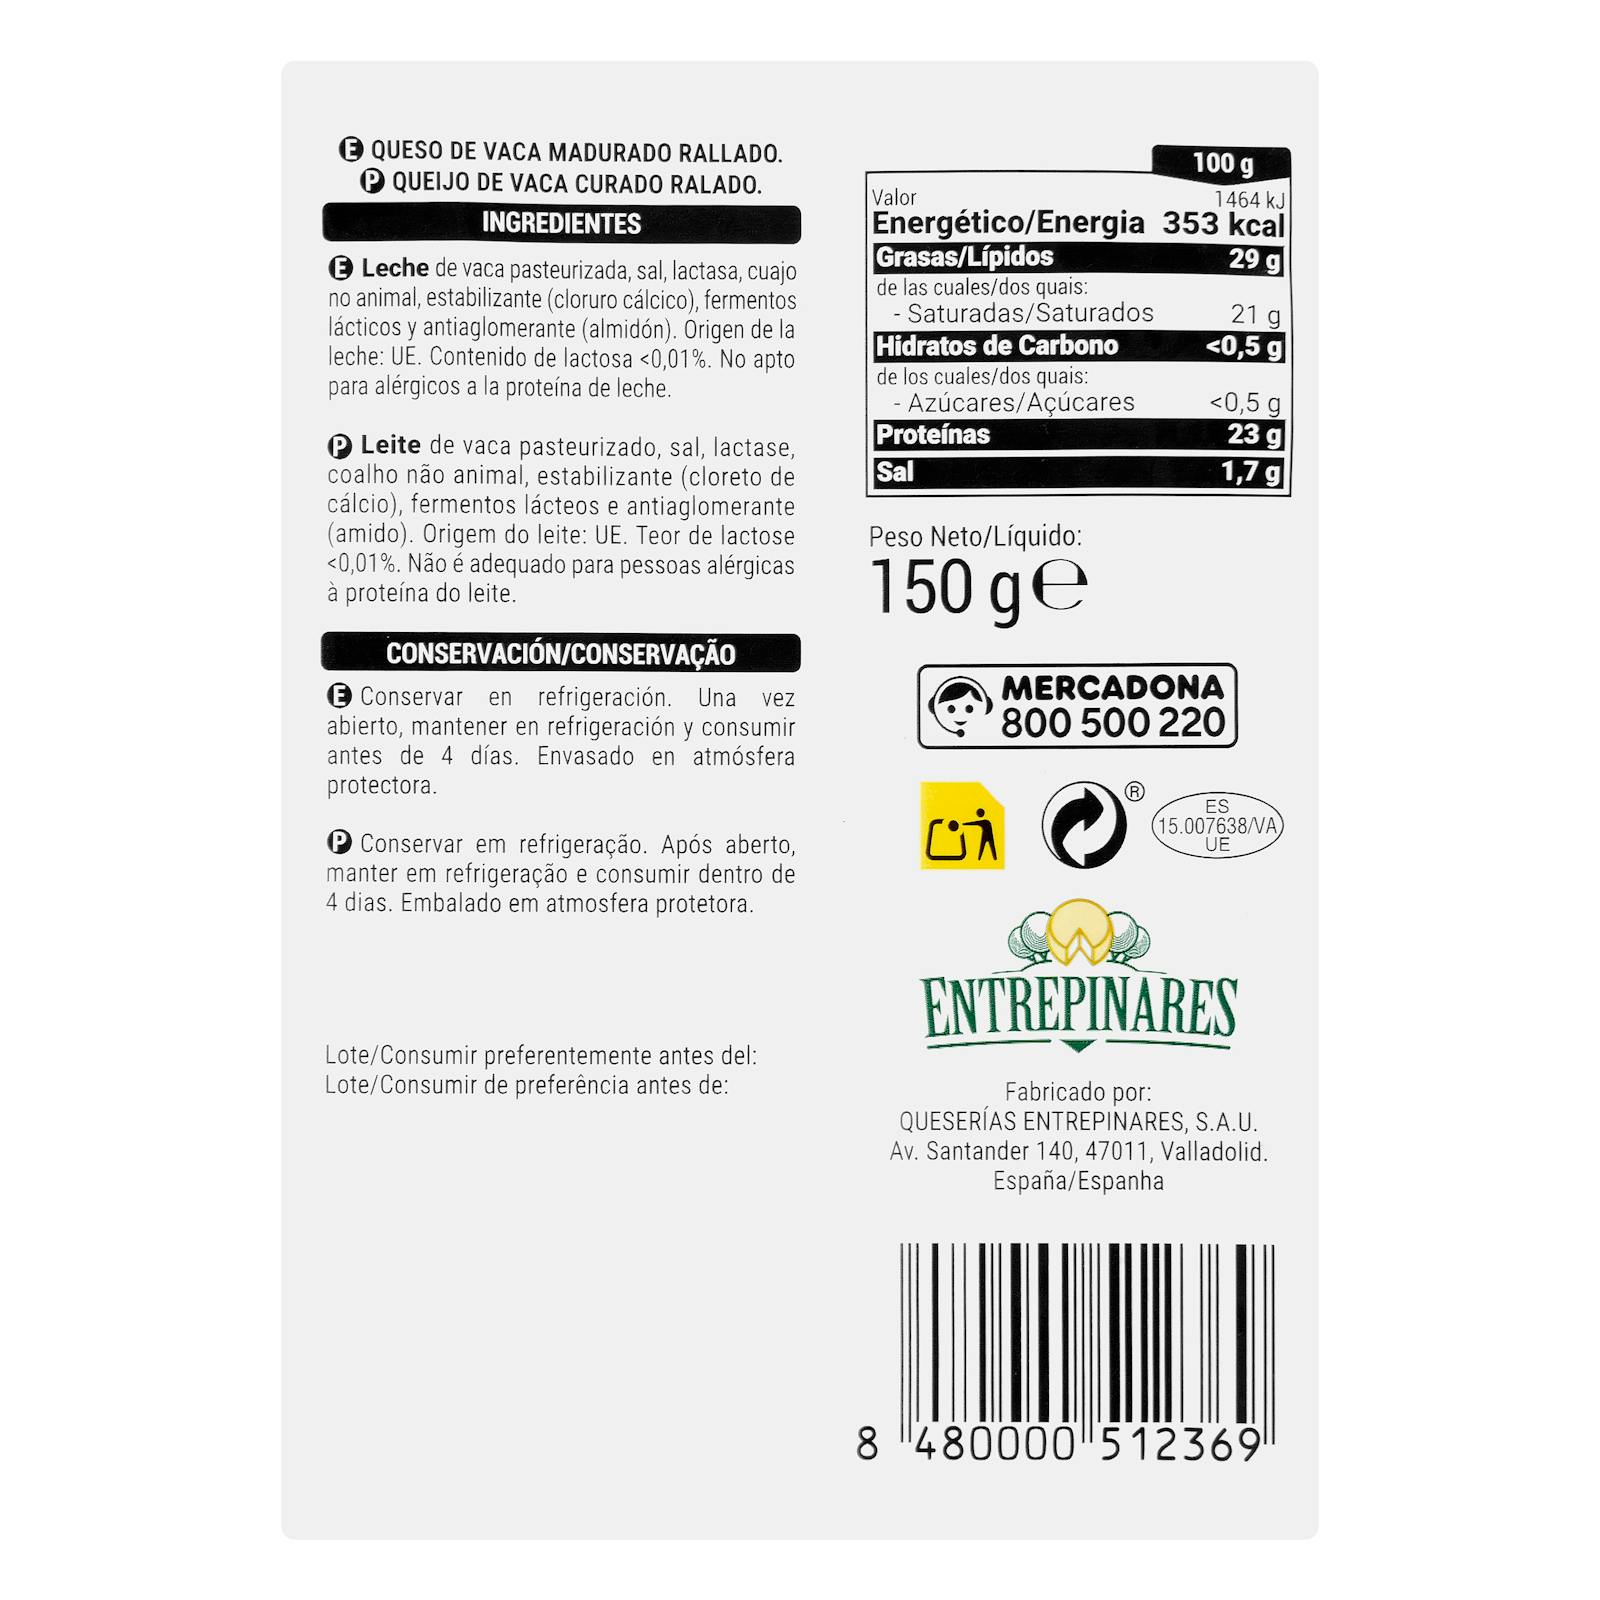 E QUESO DE VACA MADURADO RALLADO.
P QUEIJO DE VACA CURADO RALADO.
INGREDIENTES
E Leche de vaca pasteurizada, sal, lactasa, cuajo
no animal, estabilizante (cloruro cálcico), fermentos
lácticos y antiaglomerante (almidón). Origen de la
leche: UE. Contenido de lactosa <0,01%. No apto
para alérgicos a la proteína de leche.
P Leite de vaca pasteurizado, sal, lactase,
coalho não animal, estabilizante (cloreto de
cálcio), fermentos lácteos e antiaglomerante
(amido). Origem do leite: UE. Teor de lactose
<0,01%. Não é adequado para pessoas alérgicas
à proteína do leite.
CONSERVACIÓN/CONSERVAÇÃO
E Conservar en refrigeración. Una vez
abierto, mantener en refrigeración y consumir
antes de 4 días. Envasado en atmósfera
protectora.
P Conservar em refrigeração. Após aberto,
manter em refrigeração e consumir dentro de
4 dias. Embalado em atmosfera protetora.
Lote/Consumir preferentemente antes del:
Lote/Consumir de preferência antes de:
100 g
Valor 1464 kJ
Energético/Energia 353 kcal
Grasas/Lípidos 29 g
de las cuales/dos quais:
- Saturadas/Saturados 21 g
Hidratos de Carbono <0,5 g
de los cuales/dos quais:
- Azúcares/Açúcares <0,5 g
Proteínas 23 g
Sal 1,7 g
Peso Neto/Líquido:
150 g ℮
MERCADONA
800 500 220
®
ES
15.007638/VA
UE
ENTREPINARES
Fabricado por:
QUESERÍAS ENTREPINARES, S.A.U.
Av. Santander 140, 47011, Valladolid.
España/Espanha
8 480000 512369